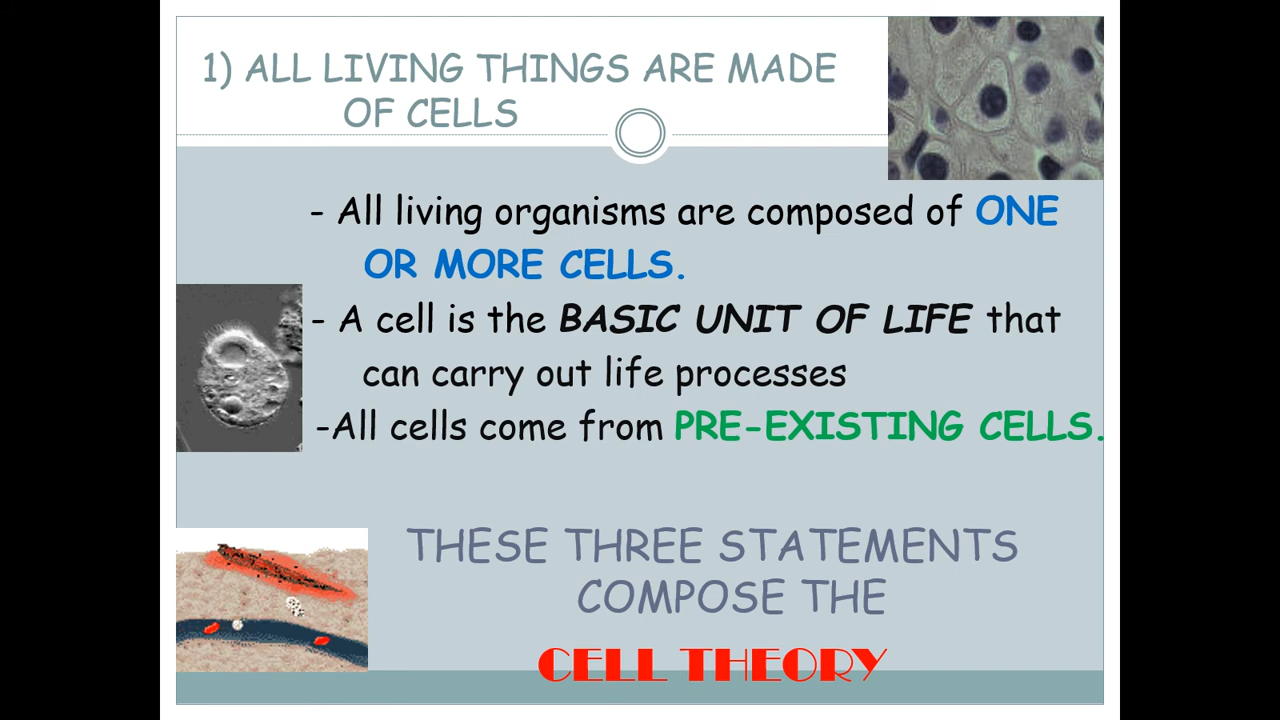 1) ALL LIVING THINGS ARE MADE
OF CELLS
- All living organisms are composed of ONE
OR MORE CELLS.
- A cell is the BASIC UNIT OF LIFE that
can carry out life processes
-All cells come from PRE-EXISTING CELLS.
THESE THREE STATEMENTS
COMPOSE THE
CELL THEORY